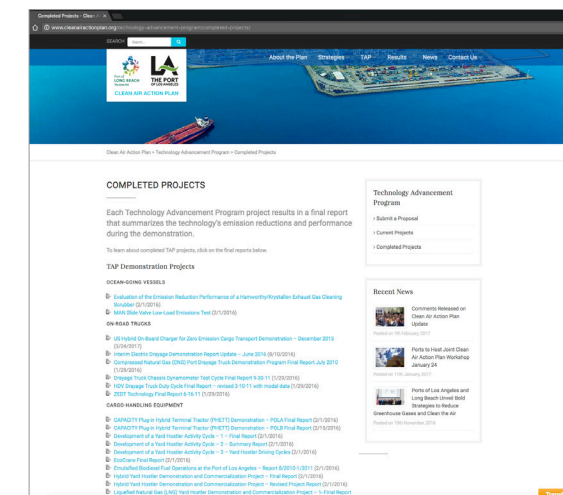 Completed Projects - Clean Air
www.cleanairactionplan.org/technology-advancement-program/completed-projects/
SEARCH
About the Plan Strategies TAP Results News Contact Us
Port of
LONG BEACH
THE PORT
OF LOS ANGELES
CLEAN AIR ACTION PLAN
Clean Air Action Plan > Technology Advancement Program > Completed Projects
COMPLETED PROJECTS
Each Technology Advancement Program project results in a final report
that summarizes the technology's emission reductions and performance
during the demonstration.
To learn about completed TAP projects, click on the final reports below.
TAP Demonstration Projects
OCEAN-GOING VESSELS
Evaluation of the Emission Reduction Performance of a Hamworthy/Krystallon Exhaust Gas Cleaning
Scrubber (2/1/2016)
MAN Slide Valve Low-Load Emissions Test (2/1/2016)
ON-ROAD TRUCKS
US Hybrid On-Board Charger for Zero Emission Cargo Transport Demonstration – December 2015
(3/24/2017)
Interim Electric Drayage Demonstration Report Update – June 2016 (8/10/2016)
Compressed Natural Gas (CNG) Port Drayage Truck Demonstration Program Final Report July 2010
(1/29/2016)
Drayage Truck Chassis Dynamometer Test Cycle Final Report 9-30-11 (1/29/2016)
HDV Drayage Truck Duty Cycle Final Report – revised 3-10-11 with modal data (1/29/2016)
ZEDT Technology Final Report 6-16-11 (1/29/2016)
CARGO HANDLING EQUIPMENT
CAPACITY Plug-in Hybrid Terminal Tractor (PHETT) Demonstration – POLA Final Report (2/1/2016)
CAPACITY Plug-in Hybrid Terminal Tractor (PHETT) Demonstration – POLB Final Report (2/10/2016)
Development of a Yard Hostler Activity Cycle – 1 – Final Report (2/1/2016)
Development of a Yard Hostler Activity Cycle – 2 – Summary Report (2/1/2016)
Development of a Yard Hostler Activity Cycle – 3 – Yard Hostler Driving Cycles (2/1/2016)
EcoCrane Final Report (2/1/2016)
Emulsified Biodiesel Fuel Operations at the Port of Los Angeles – Report 5/2010-1/2011 (2/1/2016)
Hybrid Yard Hostler Demonstration and Commercialization Project – Final Report (2/1/2016)
Hybrid Yard Hostler Demonstration and Commercialization Project – Revised Project Report (2/1/2016)
Liquefied Natural Gas (LNG) Yard Hostler Demonstration and Commercialization Project – 1- Final Report
Technology Advancement
Program
› Submit a Proposal
› Current Projects
› Completed Projects
Recent News
Comments Released on
Clean Air Action Plan
Update
Posted on 7th February, 2017
Ports to Host Joint Clean
Air Action Plan Workshop
January 24
Posted on 11th January, 2017
Ports of Los Angeles and
Long Beach Unveil Bold
Strategies to Reduce
Greenhouse Gases and Clean the Air
Posted on 18th November, 2016